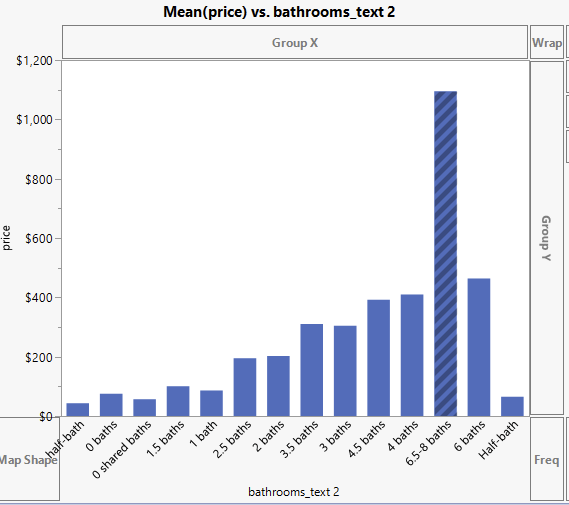 Mean(price) vs. bathrooms_text 2
Group X
Wrap
$1,200
$1,000
$800
$600
$400
$200
$0
price
Group Y
half-bath
0 baths
0 shared baths
1.5 baths
1 bath
2.5 baths
2 baths
3.5 baths
3 baths
4.5 baths
4 baths
6.5-8 baths
6 baths
Half-bath
Map Shape
Freq
bathrooms_text 2